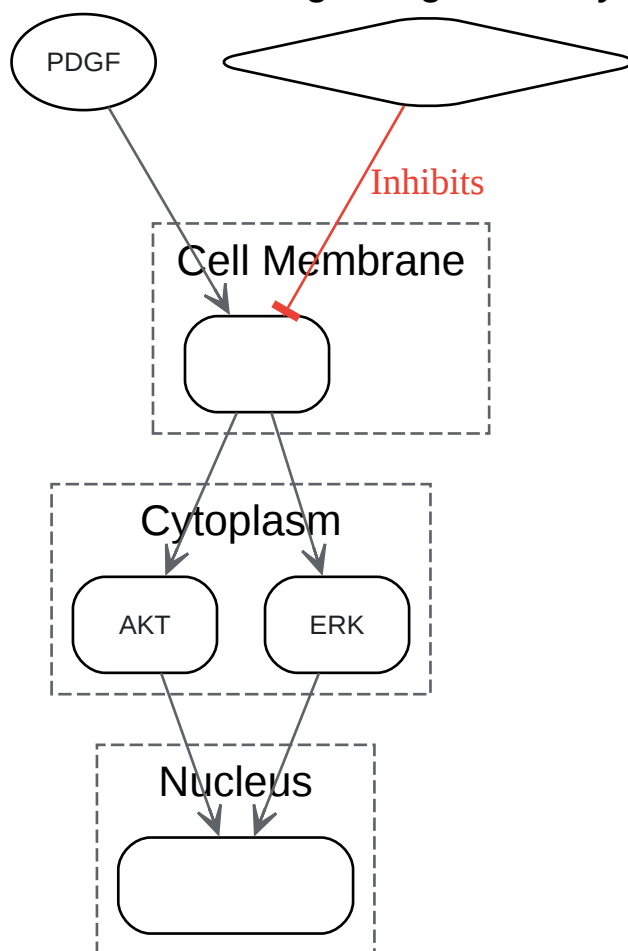 PDGF
Inhibits
Cell Membrane
Cytoplasm
AKT
ERK
Nucleus